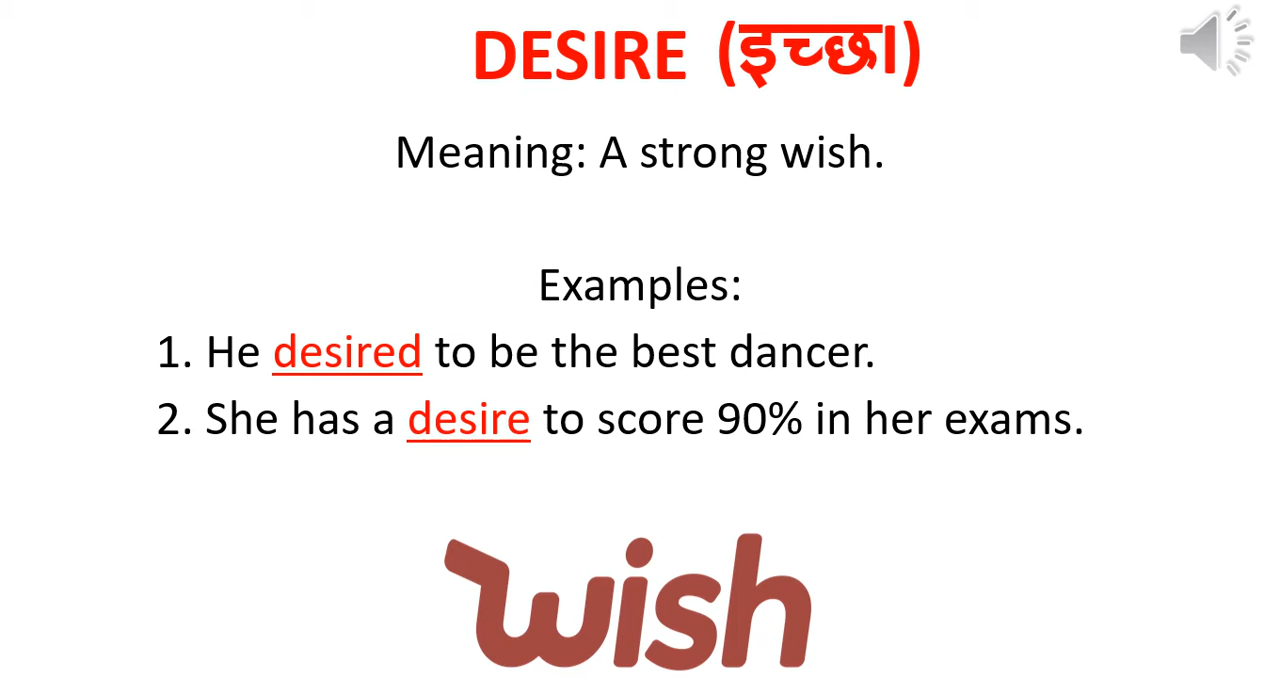 DESIRE (इच्छा)
Meaning: A strong wish.
Examples:
1. He desired to be the best dancer.
2. She has a desire to score 90% in her exams.
wish